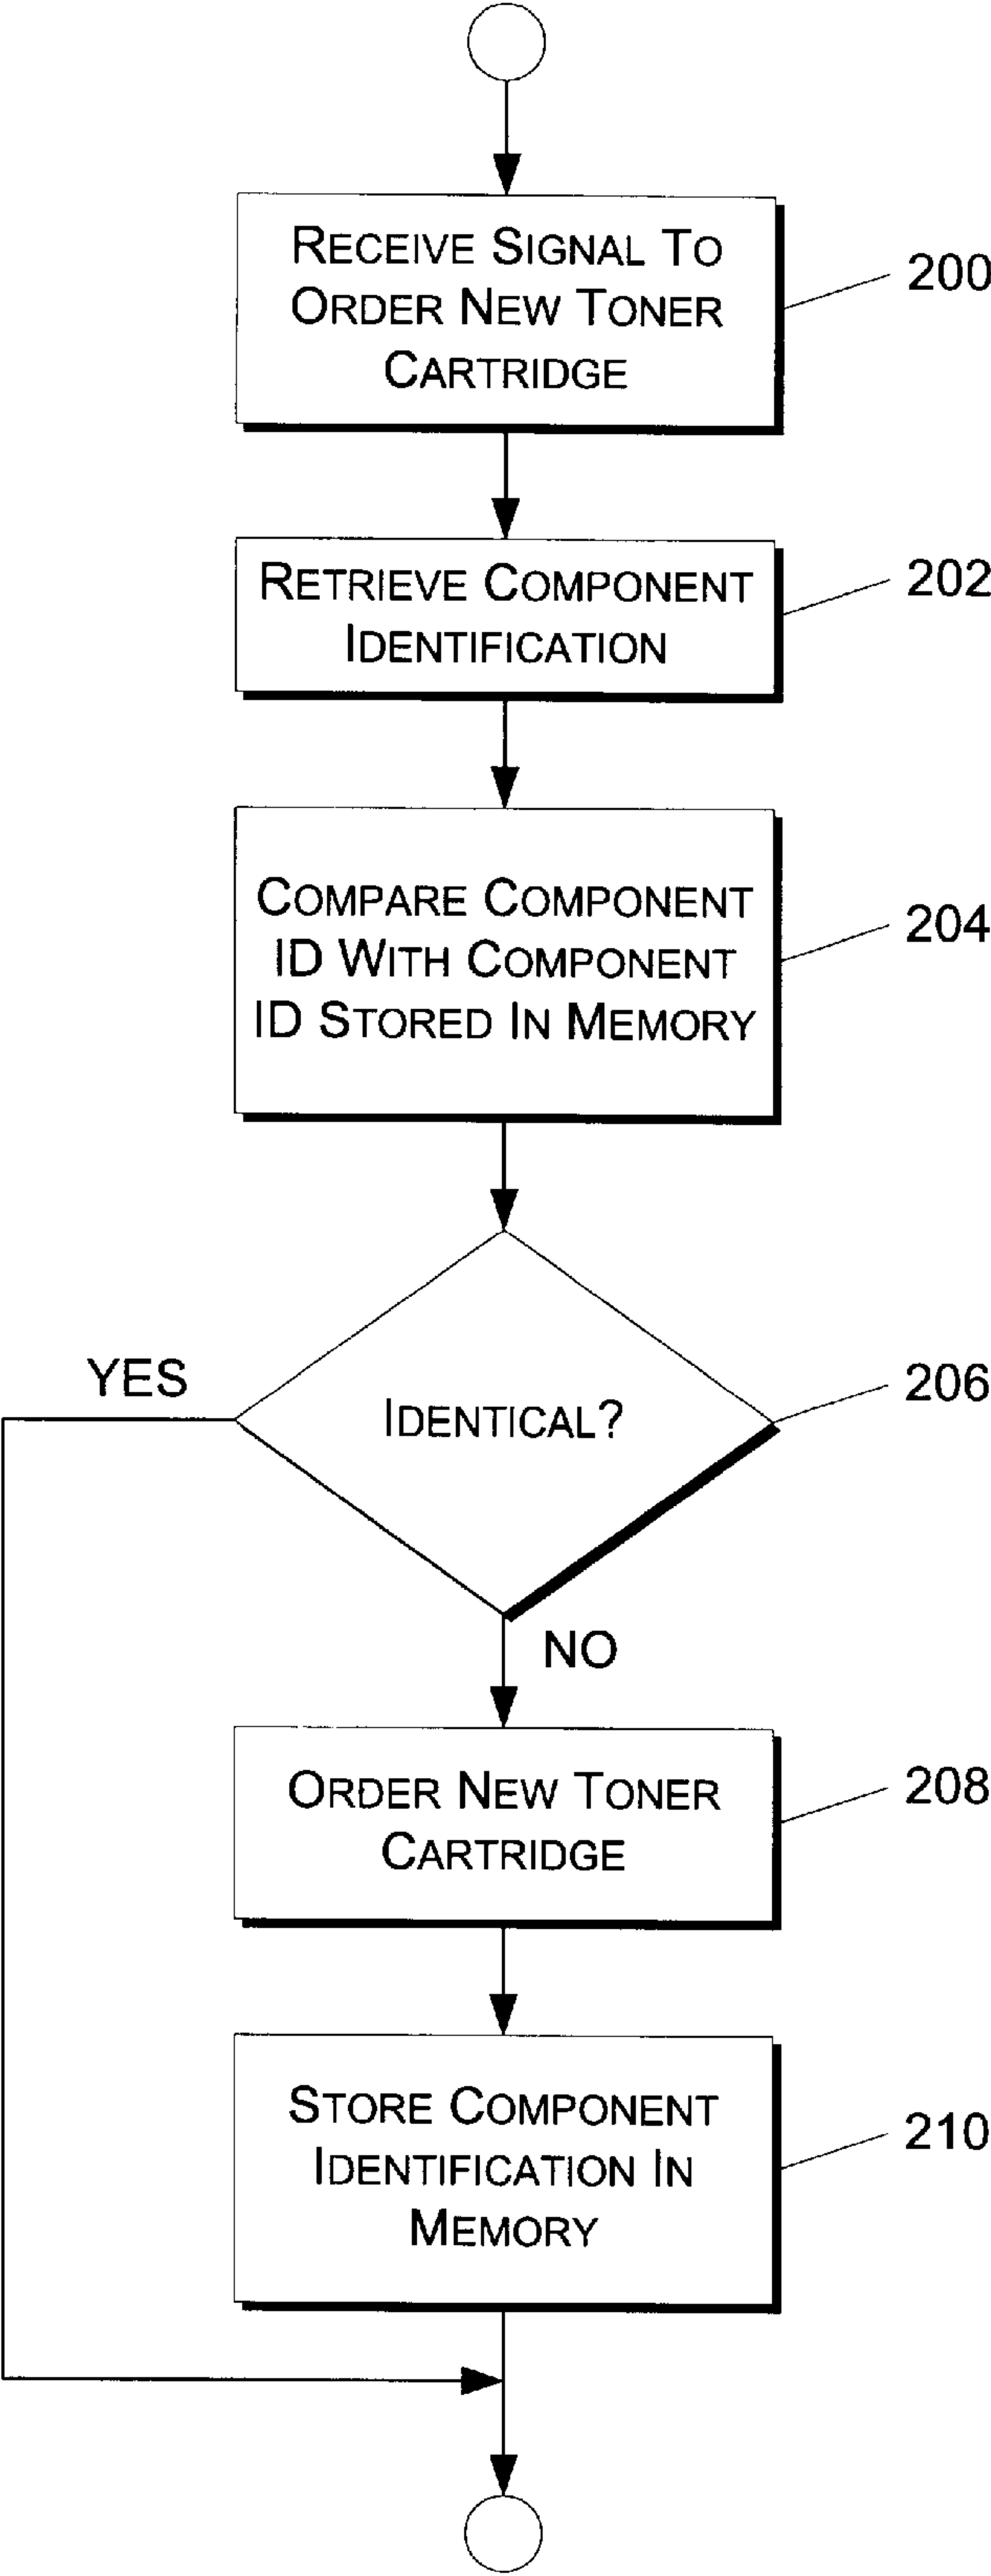 RECEIVE SIGNAL TO
ORDER NEW TONER
CARTRIDGE
200
RETRIEVE COMPONENT
IDENTIFICATION
202
COMPARE COMPONENT
ID WITH COMPONENT
ID STORED IN MEMORY
204
YES
IDENTICAL?
206
NO
ORDER NEW TONER
CARTRIDGE
208
STORE COMPONENT
IDENTIFICATION IN
MEMORY
210